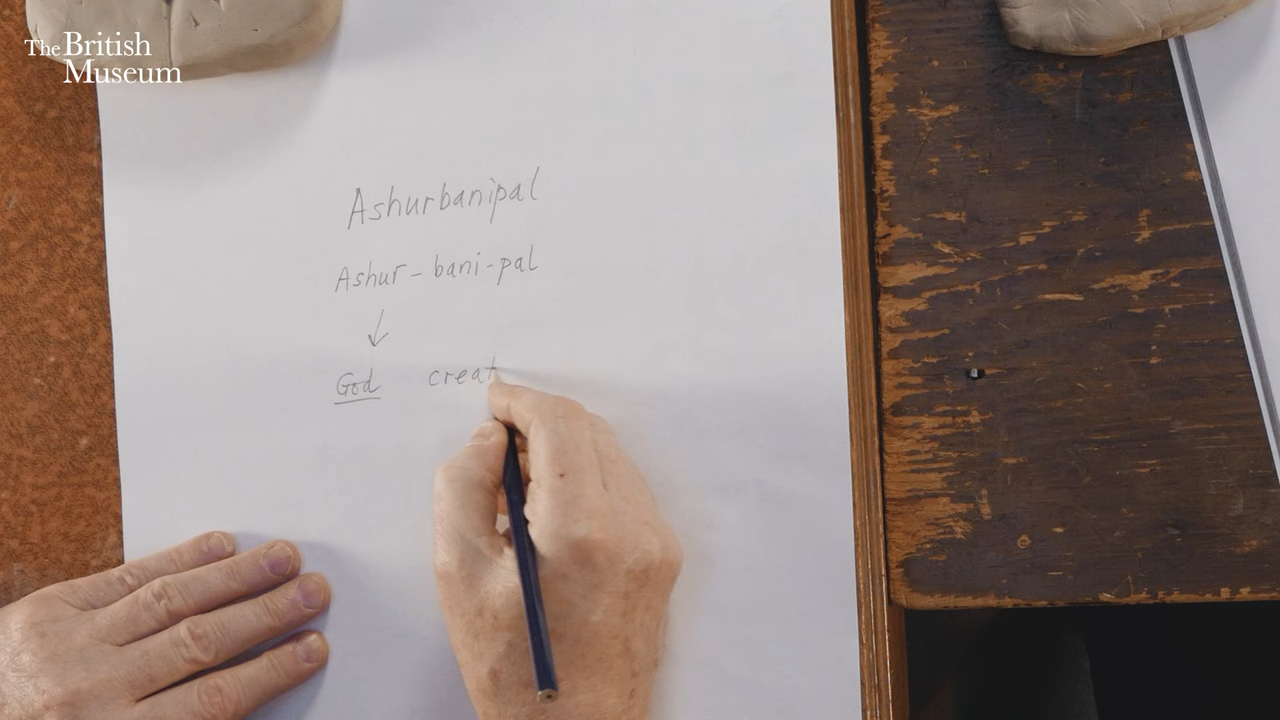 The British
Museum
Ashurbanipal
Ashur - bani - pal
God creat